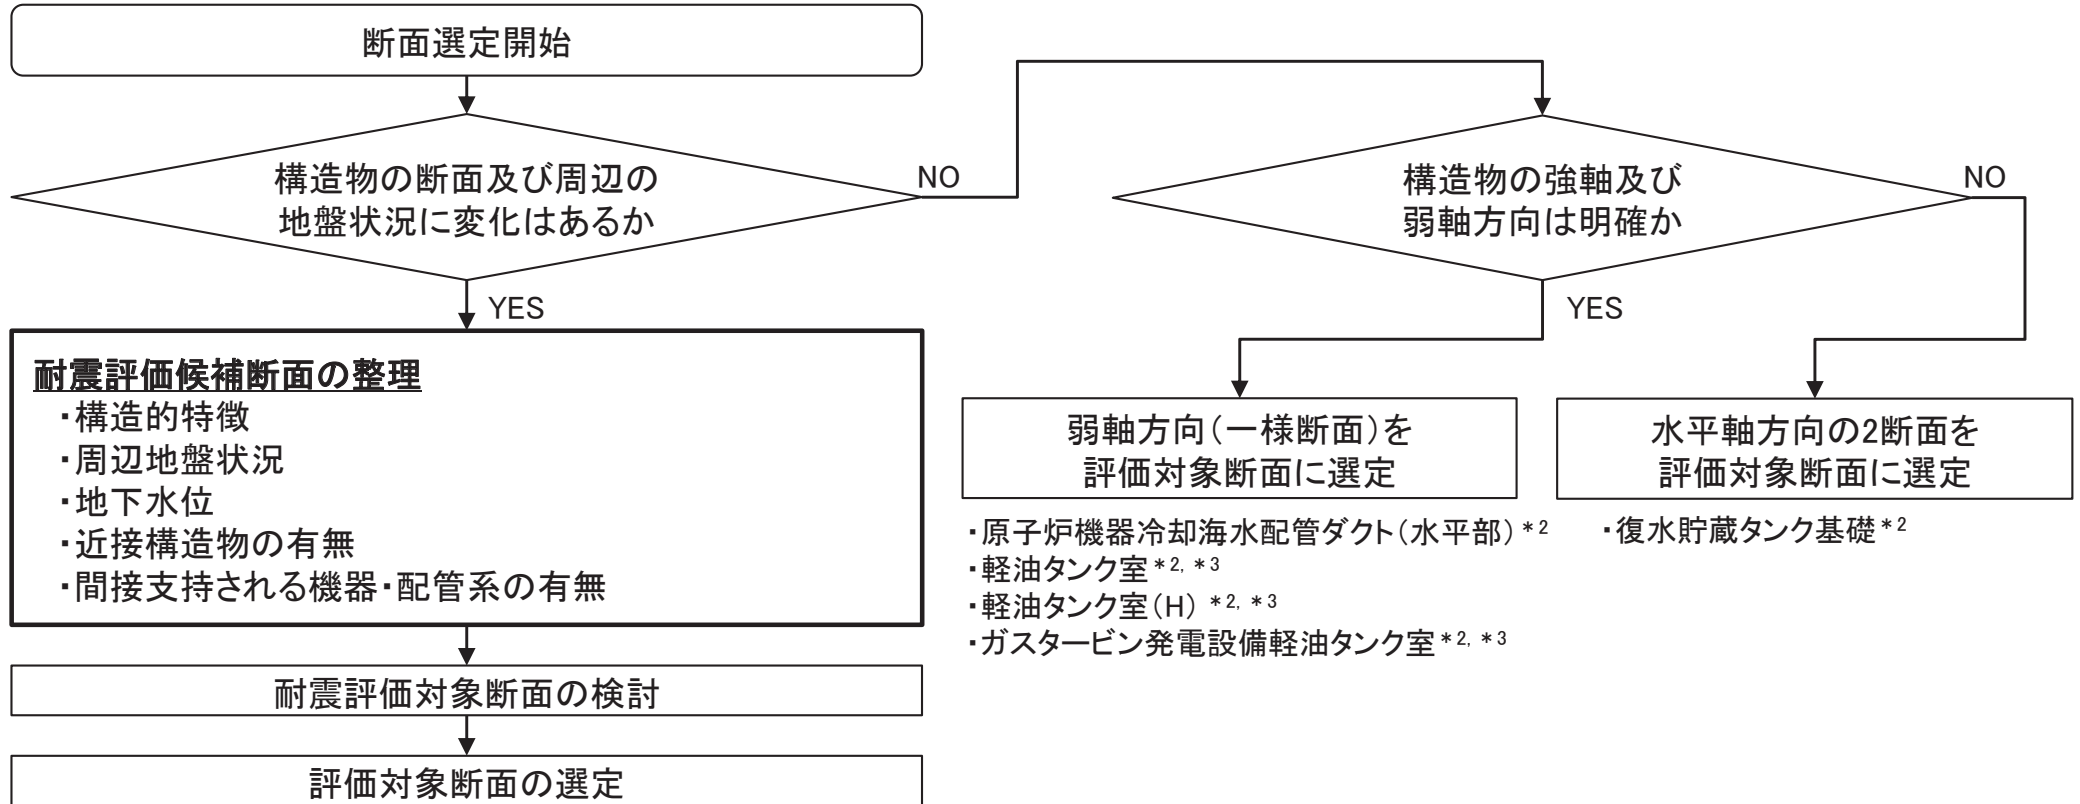 断面選定開始
構造物の断面及び周辺の
地盤状況に変化はあるか
NO
YES
耐震評価候補断面の整理
・構造的特徴
・周辺地盤状況
・地下水位
・近接構造物の有無
・間接支持される機器・配管系の有無
耐震評価対象断面の検討
評価対象断面の選定
構造物の強軸及び
弱軸方向は明確か
NO
YES
弱軸方向(一様断面)を
評価対象断面に選定
・原子炉機器冷却海水配管ダクト(水平部)*2
・軽油タンク室*2, *3
・軽油タンク室(H) *2, *3
・ガスタービン発電設備軽油タンク室*2, *3
水平軸方向の2断面を
評価対象断面に選定
・復水貯蔵タンク基礎*2